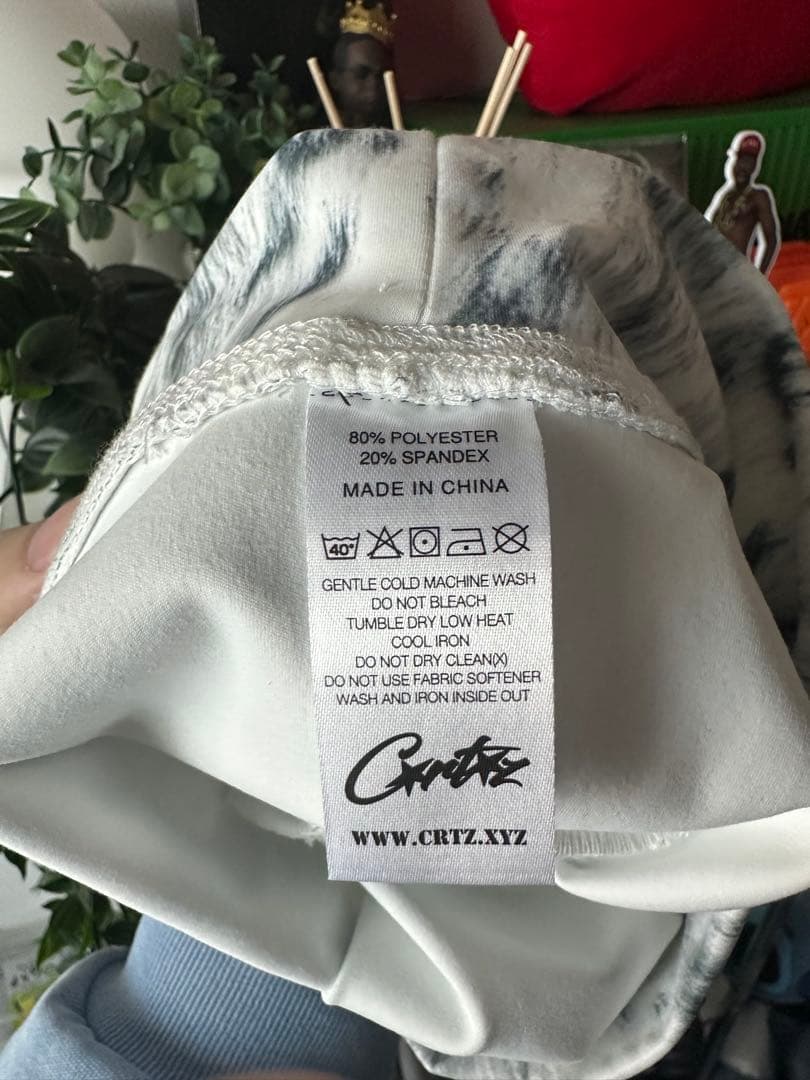 80% POLYESTER
20% SPANDEX
MADE IN CHINA
40°
GENTLE COLD MACHINE WASH
DO NOT BLEACH
TUMBLE DRY LOW HEAT
COOL IRON
DO NOT DRY CLEAN(X)
DO NOT USE FABRIC SOFTENER
WASH AND IRON INSIDE OUT
Crtz
WWW.CRTZ.XYZ